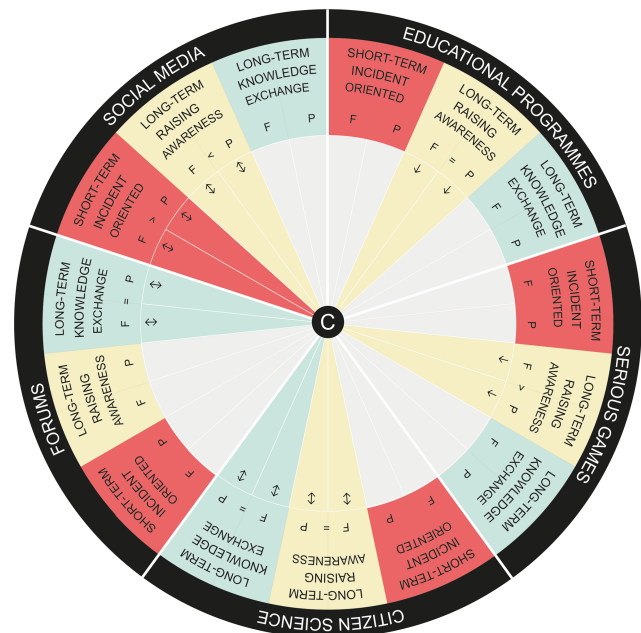 EDUCATIONAL PROGRAMMES
SHORT-TERM
INCIDENT
ORIENTED
F P
LONG-TERM
RAISING
AWARENESS
F = P
↓ ↓
LONG-TERM
KNOWLEDGE
EXCHANGE
F P
SERIOUS GAMES
SHORT-TERM
INCIDENT
ORIENTED
F P
LONG-TERM
RAISING
AWARENESS
F > P
↓ ↓
LONG-TERM
KNOWLEDGE
EXCHANGE
F P
CITIZEN SCIENCE
SHORT-TERM
INCIDENT
ORIENTED
F P
LONG-TERM
RAISING
AWARENESS
F = P
↕ ↕
LONG-TERM
KNOWLEDGE
EXCHANGE
F = P
↕ ↕
FORUMS
SHORT-TERM
INCIDENT
ORIENTED
F P
LONG-TERM
RAISING
AWARENESS
F P
LONG-TERM
KNOWLEDGE
EXCHANGE
F = P
↕ ↕
SOCIAL MEDIA
SHORT-TERM
INCIDENT
ORIENTED
F > P
↕ ↕
LONG-TERM
RAISING
AWARENESS
F < P
↕ ↕
LONG-TERM
KNOWLEDGE
EXCHANGE
F P
C